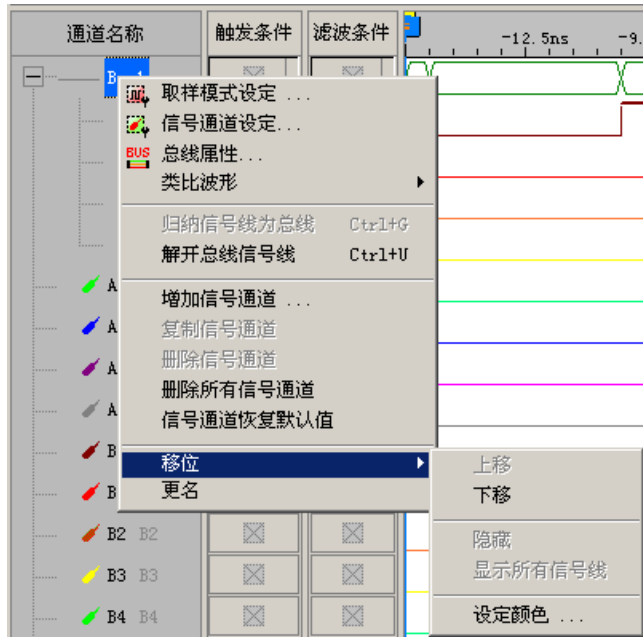 通道名称 触发条件 滤波条件 -12.5ns -9.
取样模式设定 ...
信号通道设定...
BUS 总线属性...
类比波形
归纳信号线为总线 Ctrl+G
解开总线信号线 Ctrl+U
A
增加信号通道 ...
A
复制信号通道
A
删除信号通道
删除所有信号通道
A
信号通道恢复默认值
B
移位
上移
B
更名
下移
B2 B2
隐藏
B3 B3
显示所有信号线
B4 B4
设定颜色 ...